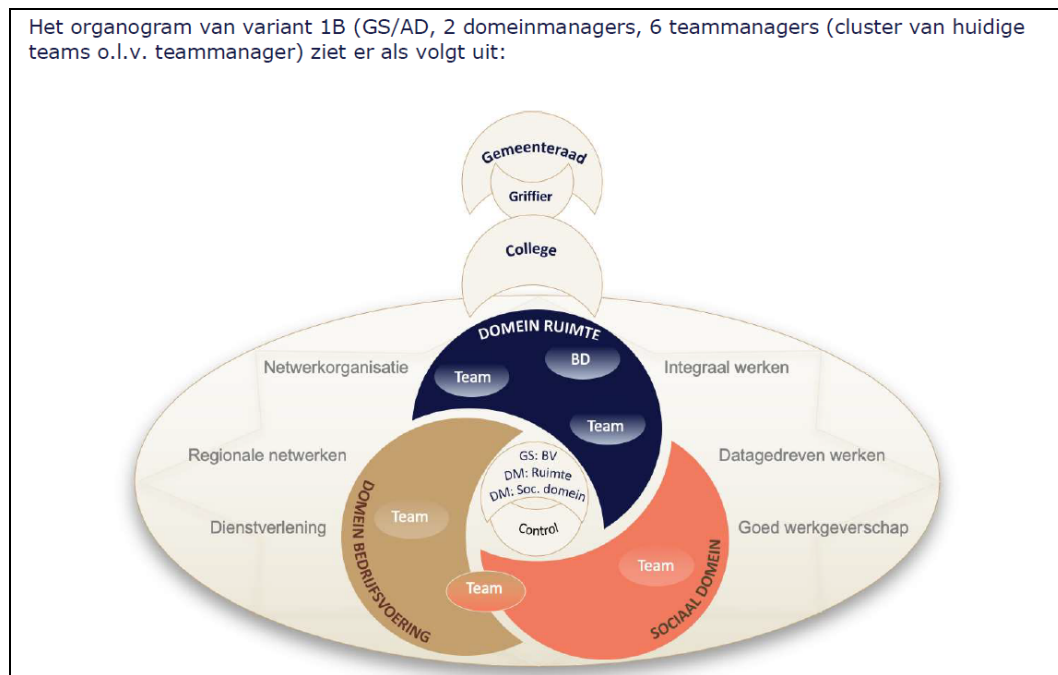 Het organogram van variant 1B (GS/AD, 2 domeinmanagers, 6 teammanagers (cluster van huidige
teams o.l.v. teammanager) ziet er als volgt uit:
Gemeenteraad
Griffier
College
DOMEIN RUIMTE
BD
Team
Team
Netwerkorganisatie
Integraal werken
Regionale netwerken
Datagedreven werken
Dienstverlening
Goed werkgeverschap
GS: BV
DM: Ruimte
DM: Soc. domein
Control
DOMEIN BEDRIJFSVOERING
Team
Team
Team
SOCIAAL DOMEIN